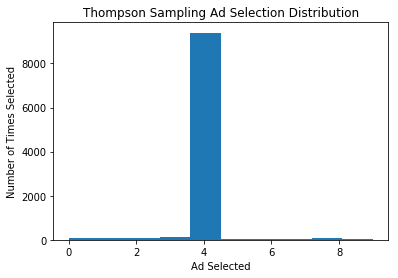 Thompson Sampling Ad Selection Distribution
Number of Times Selected
8000
6000
4000
2000
0
0 2 4 6 8
Ad Selected